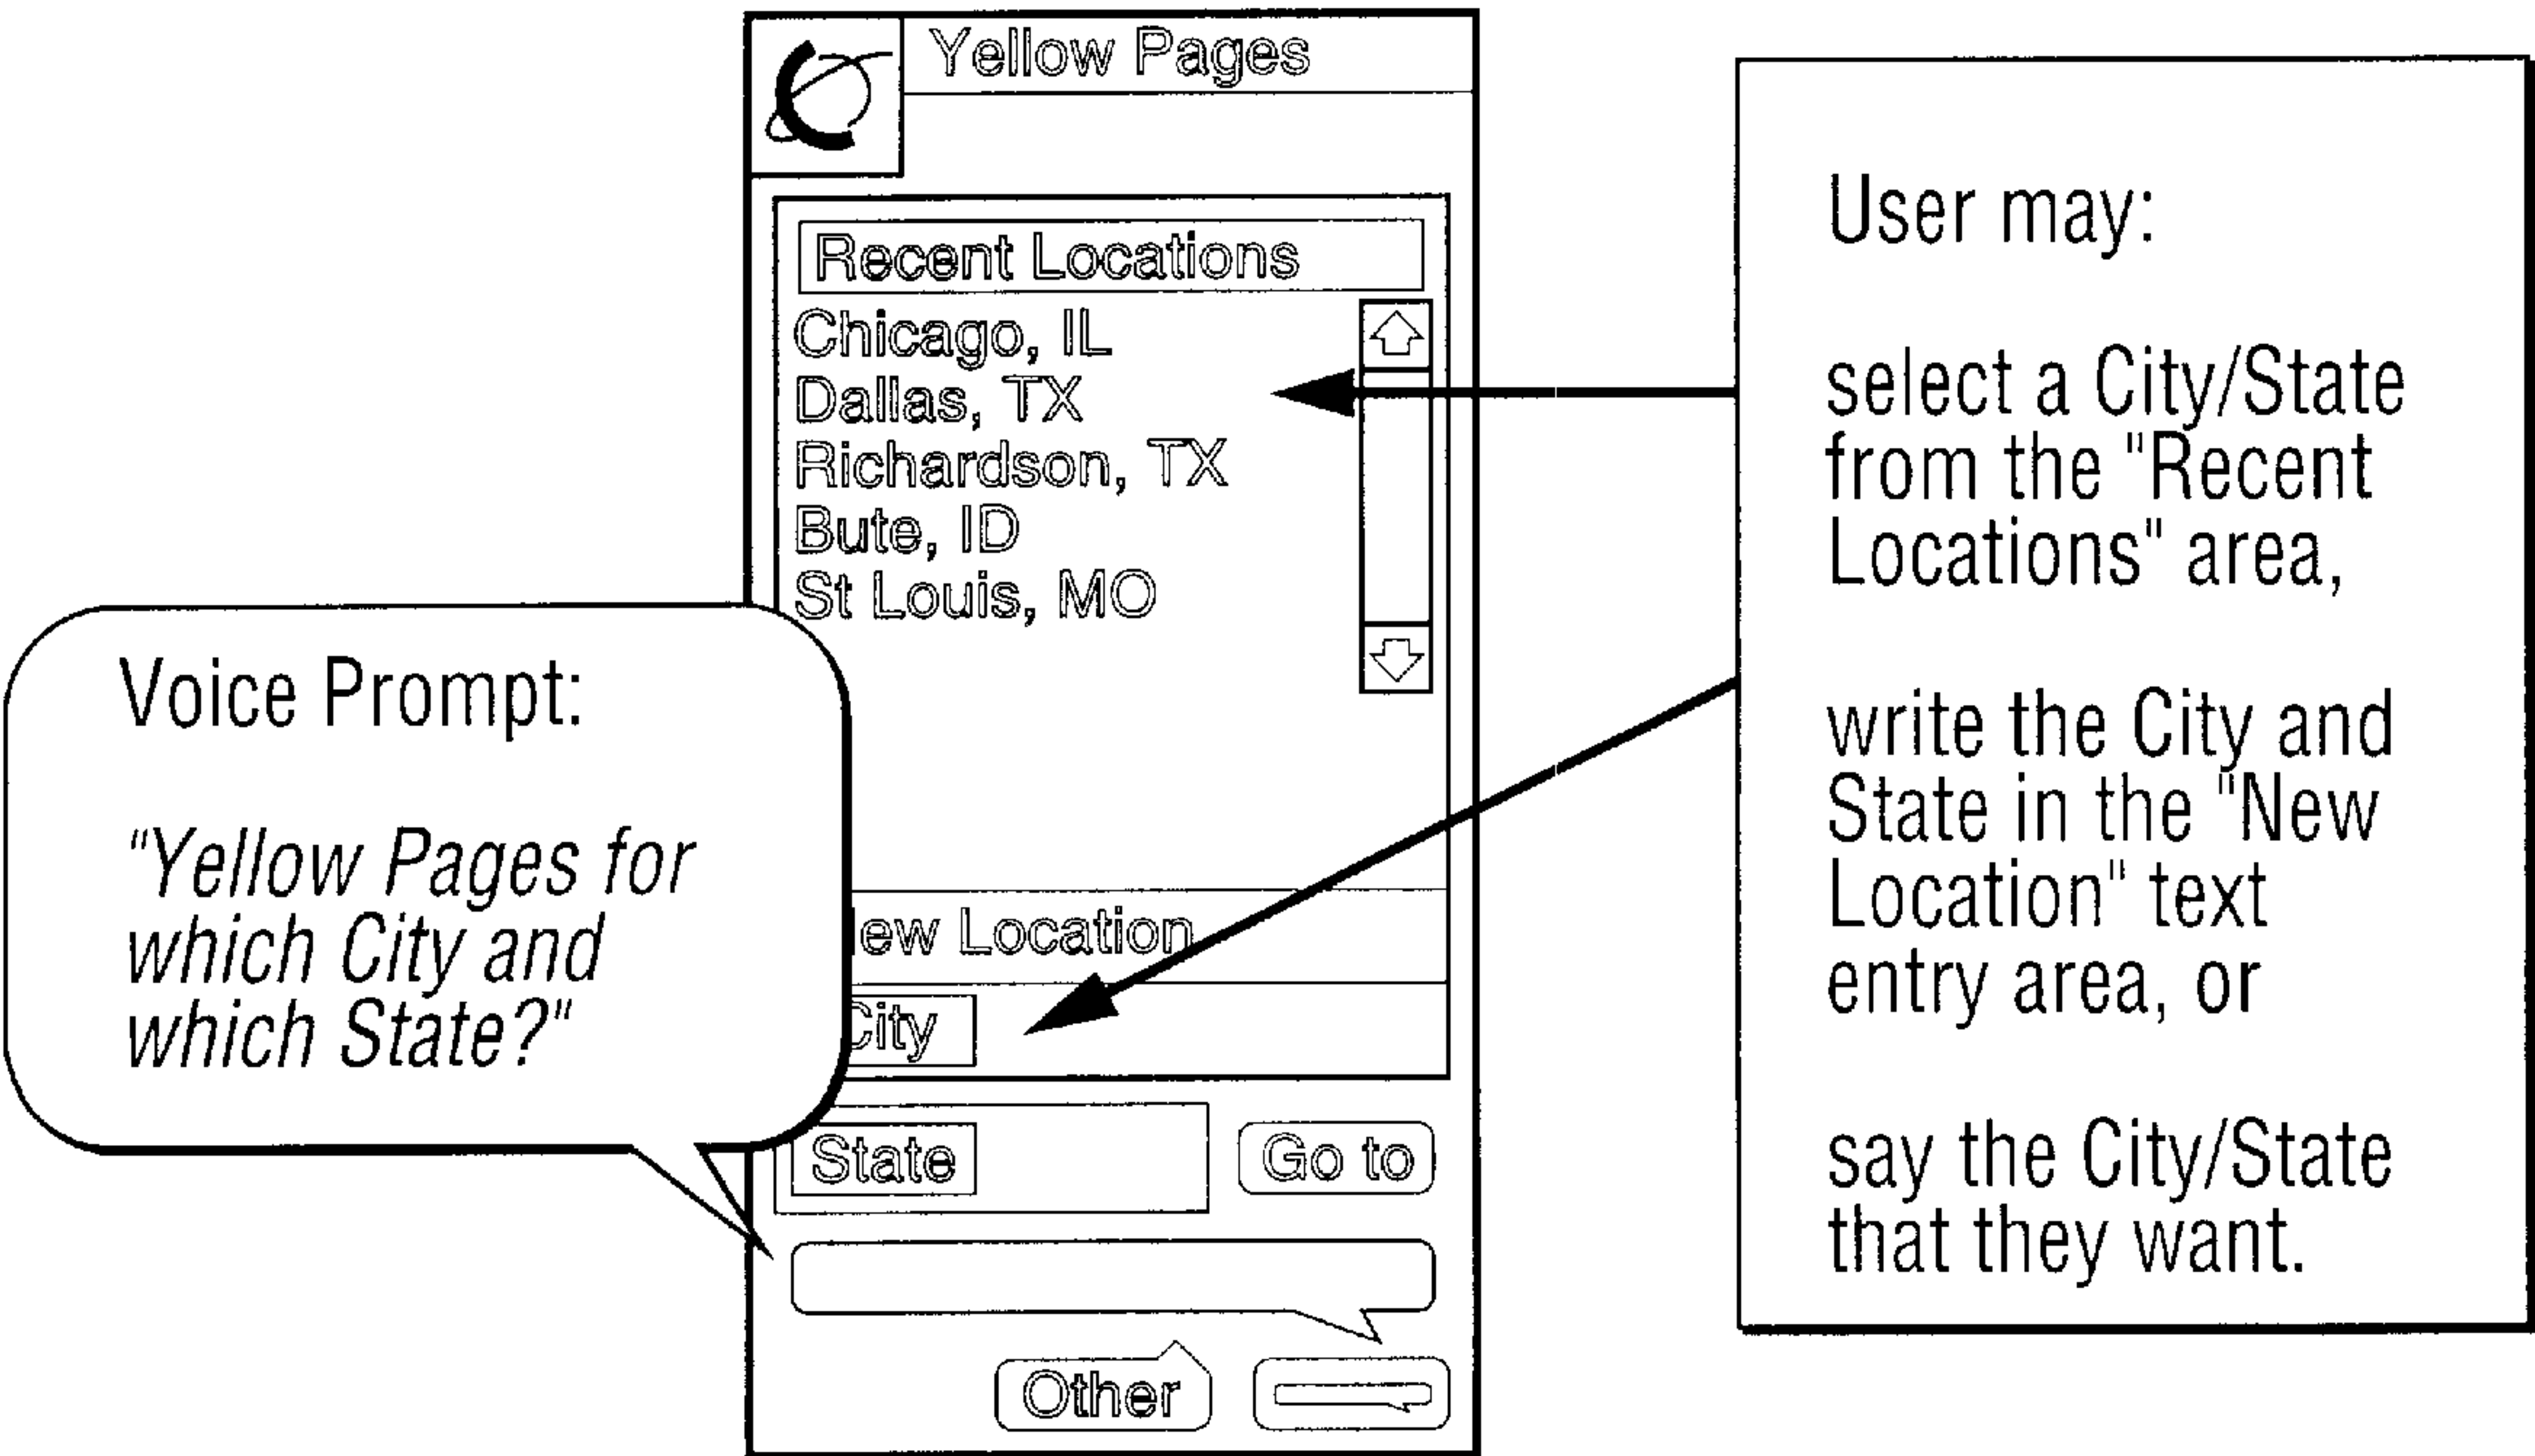 Yellow Pages
Recent Locations
Chicago, IL
Dallas, TX
Richardson, TX
Bute, ID
St Louis, MO
Voice Prompt:
"Yellow Pages for
which City and
which State?"
ew Location
City
State
Go to
Other
User may:
select a City/State
from the "Recent
Locations" area,
write the City and
State in the "New
Location" text
entry area, or
say the City/State
that they want.